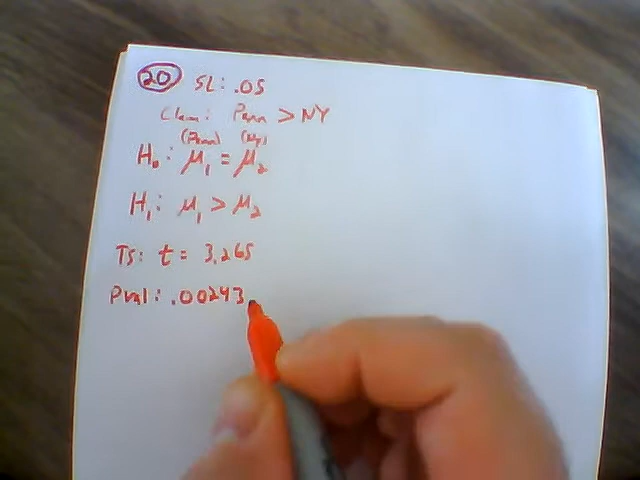 20 SL: .05
Claim: Penn > NY
(Penn) (NY)
H₀: μ₁ = μ₂
H₁: μ₁ > μ₂
TS: t = 3.265
Pval: .00243